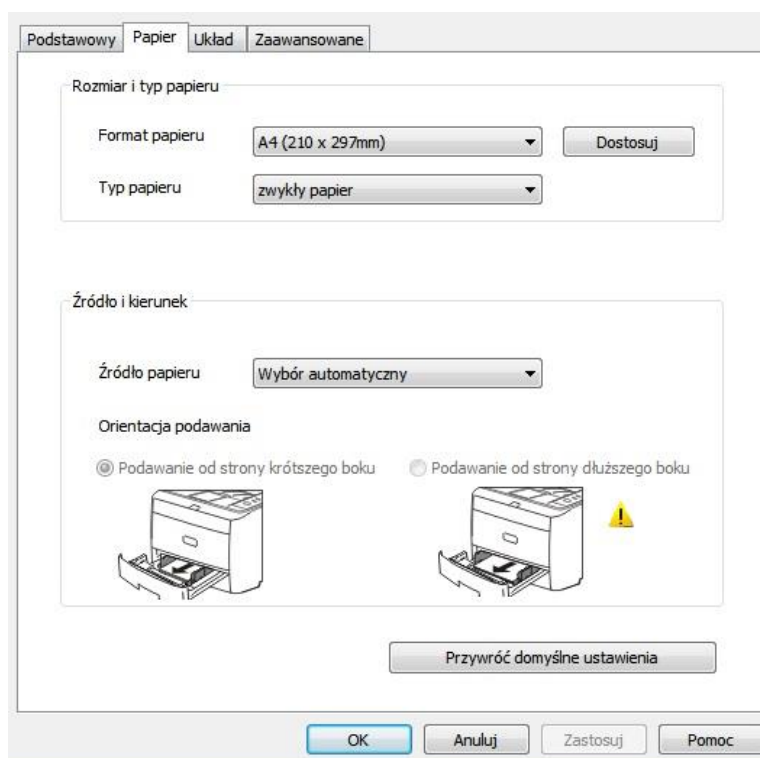 Podstawowy Papier Układ Zaawansowane
Rozmiar i typ papieru
Format papieru A4 (210 x 297mm) Dostosuj
Typ papieru zwykły papier
Źródło i kierunek
Źródło papieru Wybór automatyczny
Orientacja podawania
Podawanie od strony krótszego boku Podawanie od strony dłuższego boku
Przywróć domyślne ustawienia
OK Anuluj Zastosuj Pomoc